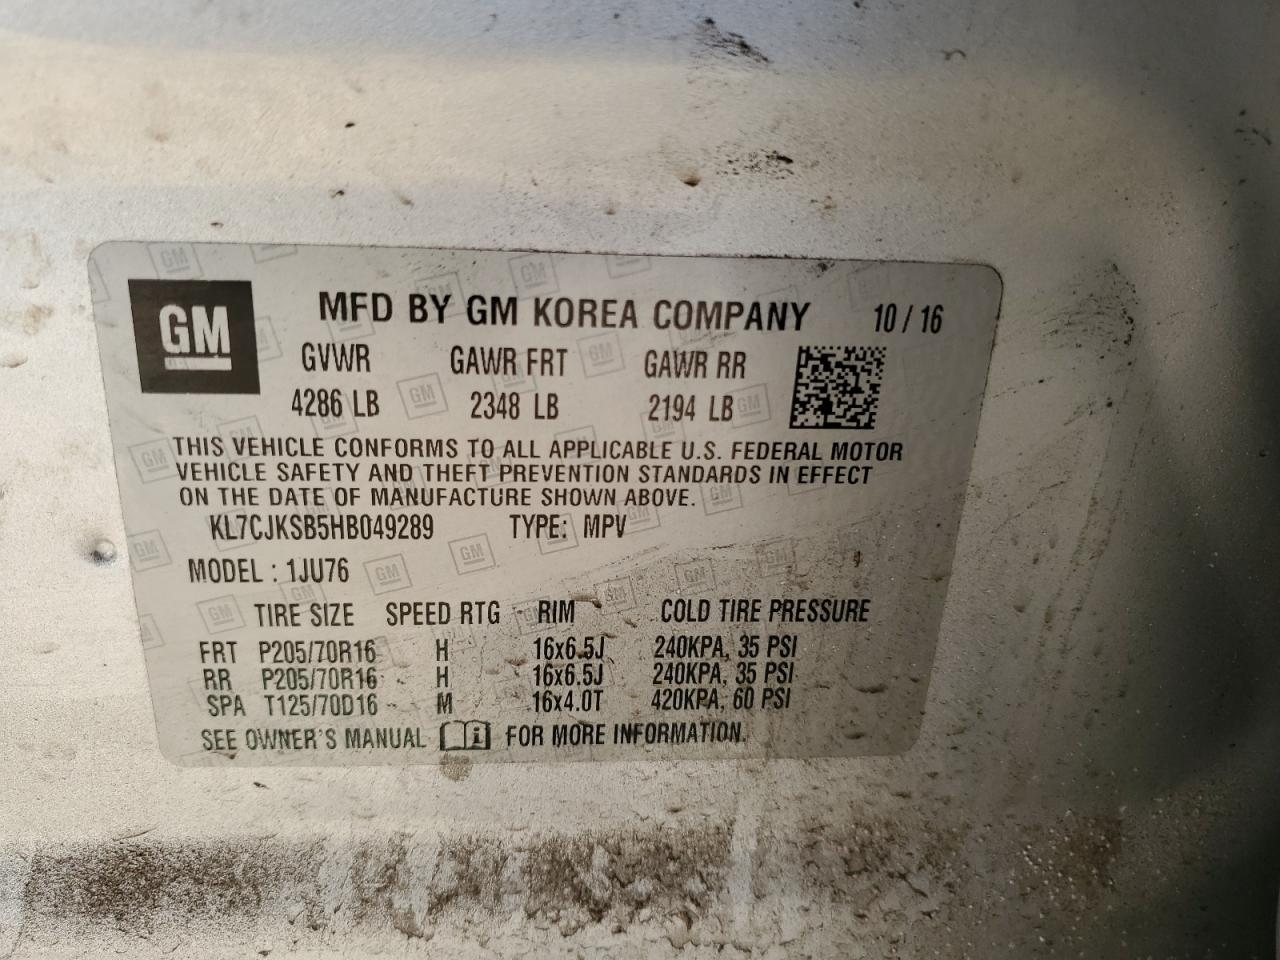 GM
MFD BY GM KOREA COMPANY 10 / 16
GVWR GAWR FRT GAWR RR
4286 LB 2348 LB 2194 LB
THIS VEHICLE CONFORMS TO ALL APPLICABLE U.S. FEDERAL MOTOR
VEHICLE SAFETY AND THEFT PREVENTION STANDARDS IN EFFECT
ON THE DATE OF MANUFACTURE SHOWN ABOVE.
KL7CJKSB5HB049289 TYPE: MPV
MODEL : 1JU76
TIRE SIZE SPEED RTG RIM COLD TIRE PRESSURE
FRT P205/70R16 H 16x6.5J 240KPA, 35 PSI
RR P205/70R16 H 16x6.5J 240KPA, 35 PSI
SPA T125/70D16 M 16x4.0T 420KPA, 60 PSI
SEE OWNER'S MANUAL i FOR MORE INFORMATION.